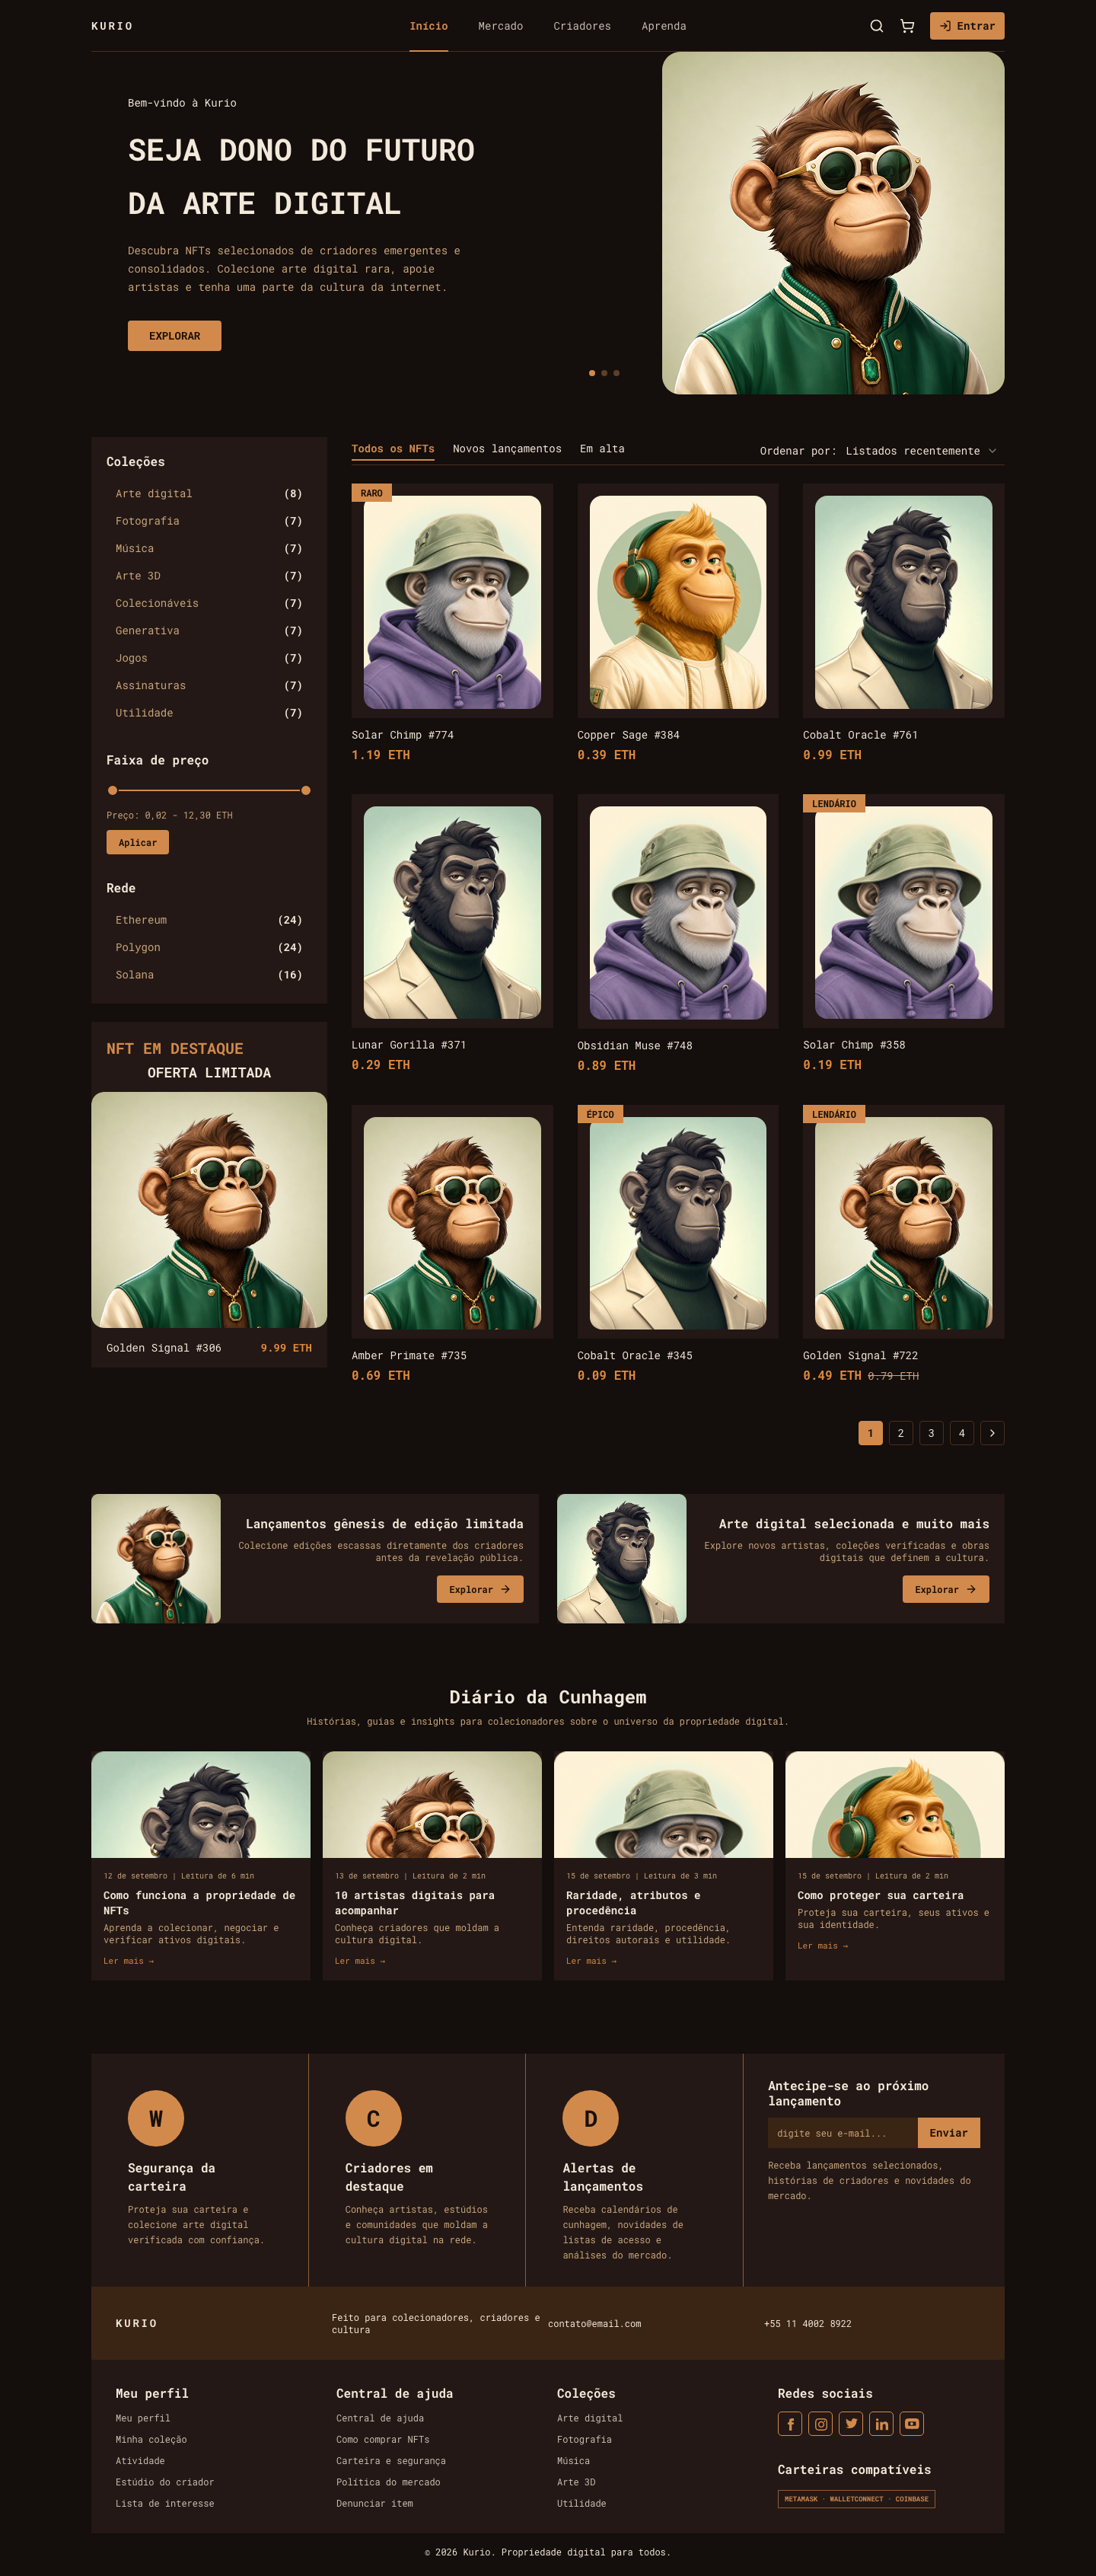 KURIO
Início
Mercado
Criadores
Aprenda
Entrar
Bem-vindo à Kurio
SEJA DONO DO FUTURO
DA ARTE DIGITAL
Descubra NFTs selecionados de criadores emergentes e
consolidados. Colecione arte digital rara, apoie
artistas e tenha uma parte da cultura da internet.
EXPLORAR
Coleções
Arte digital (8)
Fotografia (7)
Música (7)
Arte 3D (7)
Colecionáveis (7)
Generativa (7)
Jogos (7)
Assinaturas (7)
Utilidade (7)
Faixa de preço
Preço: 0,02 - 12,30 ETH
Aplicar
Rede
Ethereum (24)
Polygon (24)
Solana (16)
NFT EM DESTAQUE
OFERTA LIMITADA
Golden Signal #306 9.99 ETH
Todos os NFTs
Novos lançamentos
Em alta
Ordenar por: Listados recentemente
RARO
Solar Chimp #774
1.19 ETH
Copper Sage #384
0.39 ETH
Cobalt Oracle #761
0.99 ETH
Lunar Gorilla #371
0.29 ETH
Obsidian Muse #748
0.89 ETH
LENDÁRIO
Solar Chimp #358
0.19 ETH
Amber Primate #735
0.69 ETH
ÉPICO
Cobalt Oracle #345
0.09 ETH
LENDÁRIO
Golden Signal #722
0.49 ETH 0.79 ETH
1
2
3
4
Lançamentos gênesis de edição limitada
Colecione edições escassas diretamente dos criadores
antes da revelação pública.
Explorar
Arte digital selecionada e muito mais
Explore novos artistas, coleções verificadas e obras
digitais que definem a cultura.
Explorar
Diário da Cunhagem
Histórias, guias e insights para colecionadores sobre o universo da propriedade digital.
12 de setembro | Leitura de 6 min
Como funciona a propriedade de
NFTs
Aprenda a colecionar, negociar e
verificar ativos digitais.
Ler mais →
13 de setembro | Leitura de 2 min
10 artistas digitais para
acompanhar
Conheça criadores que moldam a
cultura digital.
Ler mais →
15 de setembro | Leitura de 3 min
Raridade, atributos e
procedência
Entenda raridade, procedência,
direitos autorais e utilidade.
Ler mais →
15 de setembro | Leitura de 2 min
Como proteger sua carteira
Proteja sua carteira, seus ativos e
sua identidade.
Ler mais →
W
Segurança da
carteira
Proteja sua carteira e
colecione arte digital
verificada com confiança.
C
Criadores em
destaque
Conheça artistas, estúdios
e comunidades que moldam a
cultura digital na rede.
D
Alertas de
lançamentos
Receba calendários de
cunhagem, novidades de
listas de acesso e
análises do mercado.
Antecipe-se ao próximo
lançamento
digite seu e-mail...
Enviar
Receba lançamentos selecionados,
histórias de criadores e novidades do
mercado.
KURIO
Feito para colecionadores, criadores e
cultura
contato@email.com
+55 11 4002 8922
Meu perfil
Meu perfil
Minha coleção
Atividade
Estúdio do criador
Lista de interesse
Central de ajuda
Central de ajuda
Como comprar NFTs
Carteira e segurança
Política do mercado
Denunciar item
Coleções
Arte digital
Fotografia
Música
Arte 3D
Utilidade
Redes sociais
Carteiras compatíveis
METAMASK · WALLETCONNECT · COINBASE
© 2026 Kurio. Propriedade digital para todos.